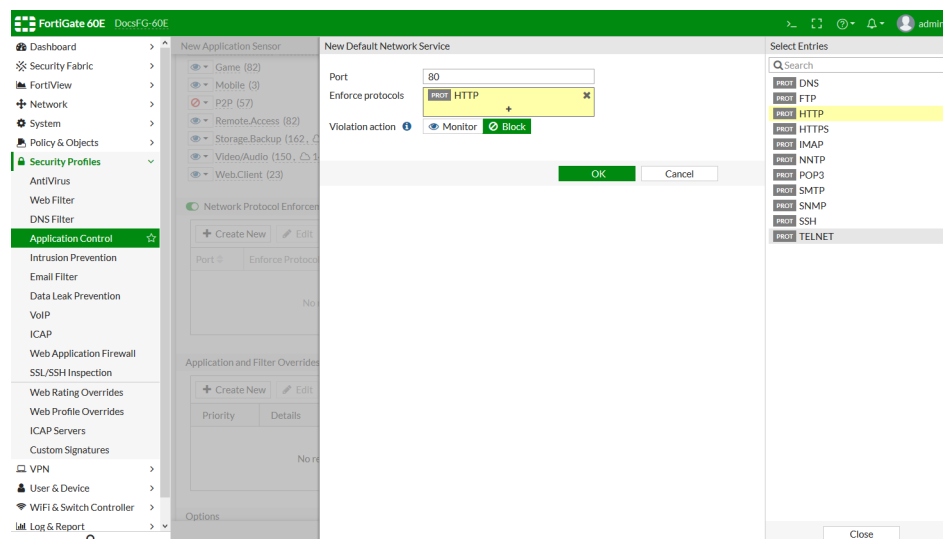 FortiGate 60E DocsFG-60E
>_
admin
Dashboard
Security Fabric
FortiView
Network
System
Policy & Objects
Security Profiles
AntiVirus
Web Filter
DNS Filter
Application Control
Intrusion Prevention
Email Filter
Data Leak Prevention
VoIP
ICAP
Web Application Firewall
SSL/SSH Inspection
Web Rating Overrides
Web Profile Overrides
ICAP Servers
Custom Signatures
VPN
User & Device
WiFi & Switch Controller
Log & Report
New Application Sensor
Game (82)
Mobile (3)
P2P (57)
Remote.Access (82)
Storage.Backup (162,
Video/Audio (150, 1
Web.Client (23)
Network Protocol Enforcem
+ Create New Edit
Port Enforce Protoco
No
Application and Filter Overrides
+ Create New Edit
Priority Details
No re
Options
New Default Network Service
Port 80
Enforce protocols PROT HTTP
+
Violation action Monitor Block
OK Cancel
Select Entries
Search
PROT DNS
PROT FTP
PROT HTTP
PROT HTTPS
PROT IMAP
PROT NNTP
PROT POP3
PROT SMTP
PROT SNMP
PROT SSH
PROT TELNET
Close